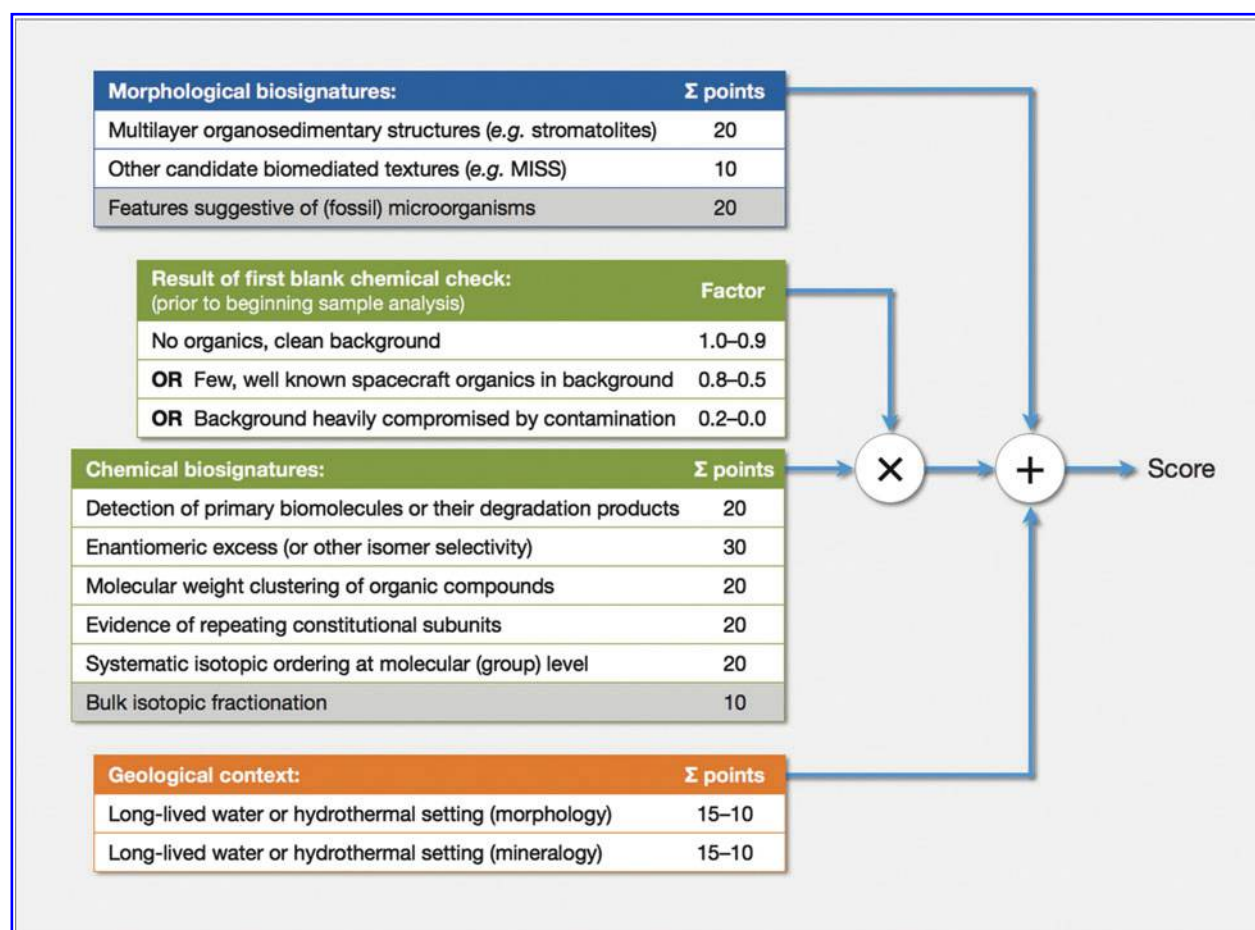 Morphological biosignatures: Σ points
Multilayer organosedimentary structures (e.g. stromatolites) 20
Other candidate biomediated textures (e.g. MISS) 10
Features suggestive of (fossil) microorganisms 20
Result of first blank chemical check:
(prior to beginning sample analysis) Factor
No organics, clean background 1.0–0.9
OR Few, well known spacecraft organics in background 0.8–0.5
OR Background heavily compromised by contamination 0.2–0.0
Chemical biosignatures: Σ points
Detection of primary biomolecules or their degradation products 20
Enantiomeric excess (or other isomer selectivity) 30
Molecular weight clustering of organic compounds 20
Evidence of repeating constitutional subunits 20
Systematic isotopic ordering at molecular (group) level 20
Bulk isotopic fractionation 10
Geological context: Σ points
Long-lived water or hydrothermal setting (morphology) 15–10
Long-lived water or hydrothermal setting (mineralogy) 15–10
×
+
Score